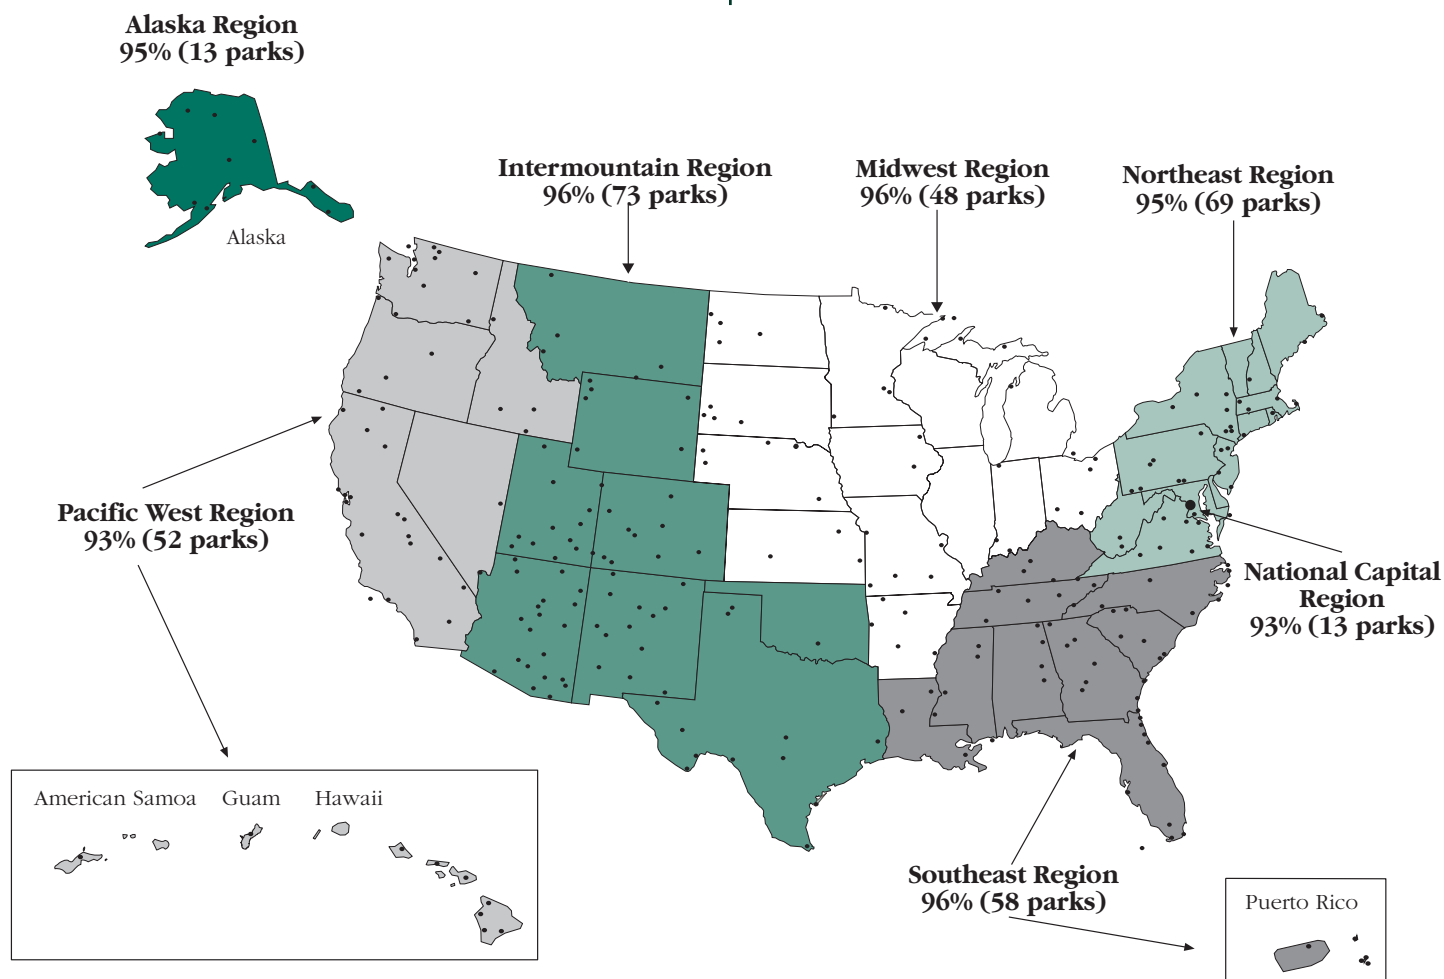 Alaska Region
95% (13 parks)
Alaska
Intermountain Region
96% (73 parks)
Midwest Region
96% (48 parks)
Northeast Region
95% (69 parks)
Pacific West Region
93% (52 parks)
National Capital
Region
93% (13 parks)
American Samoa
Guam
Hawaii
Southeast Region
96% (58 parks)
Puerto Rico